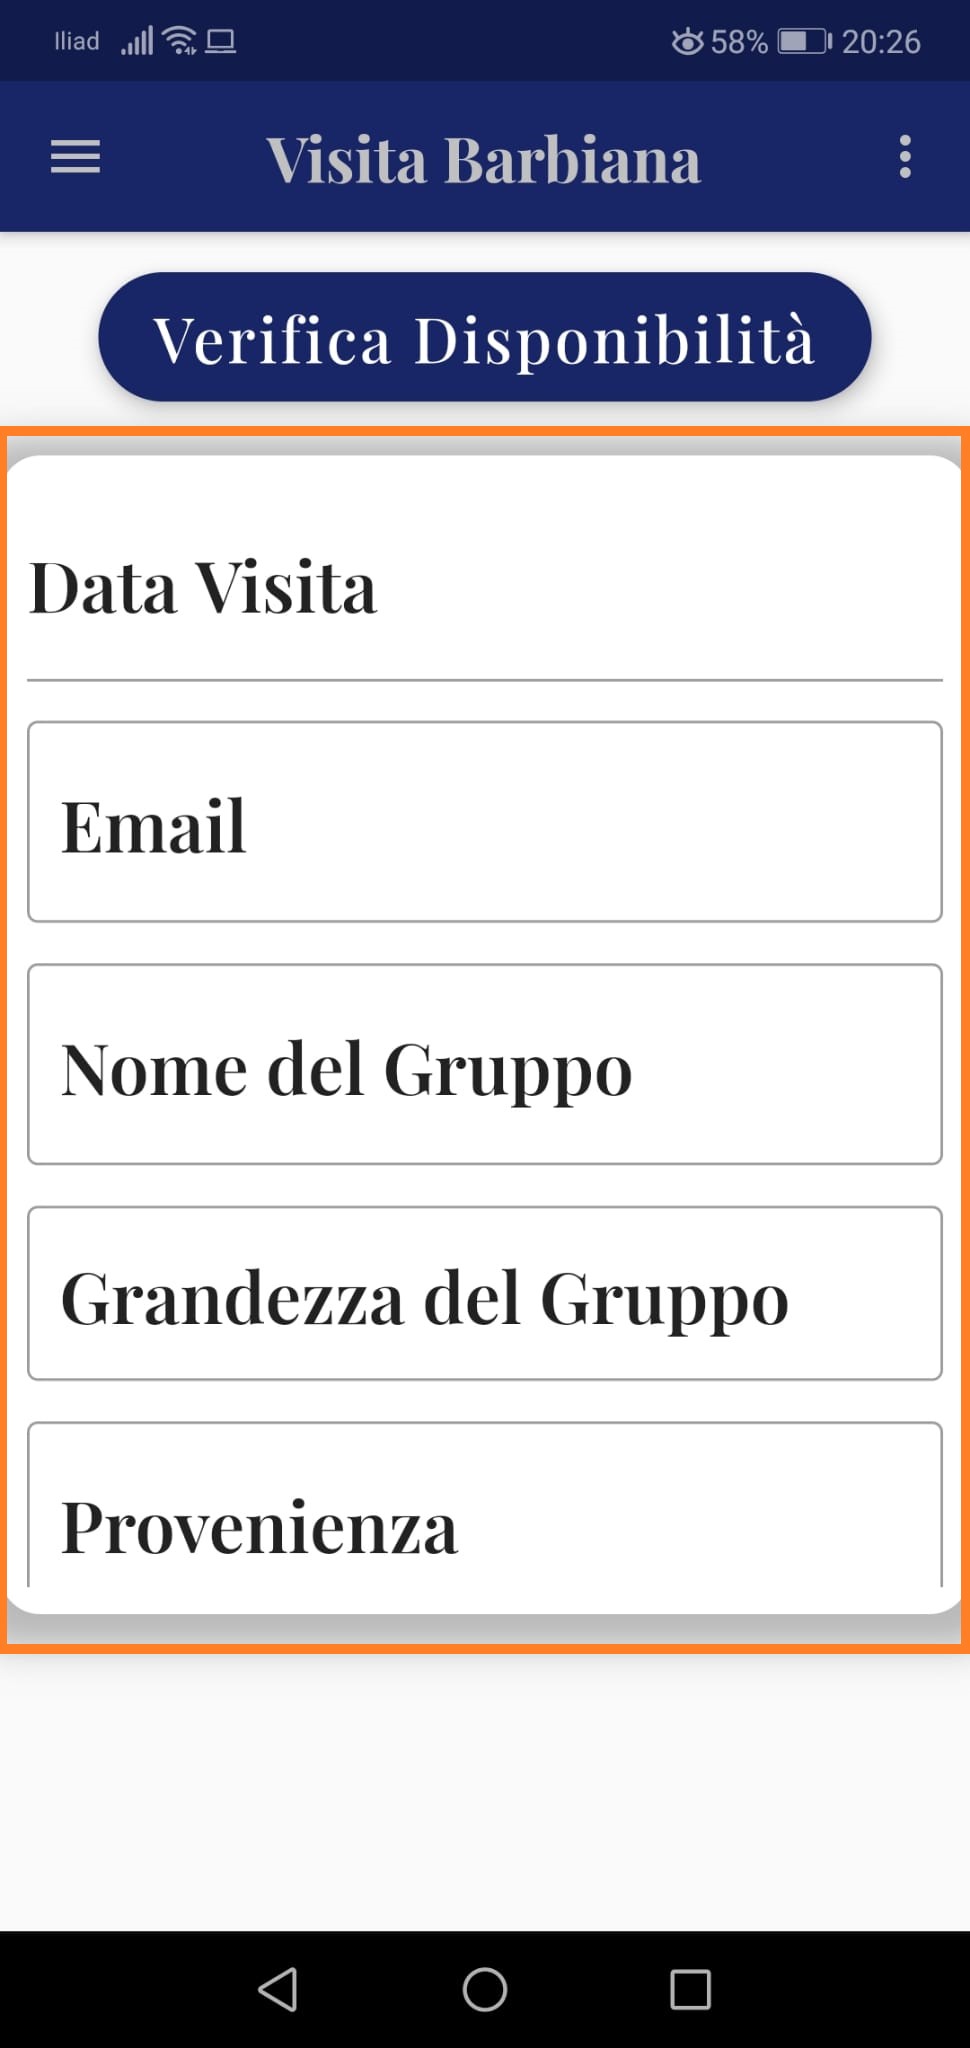 Iliad 58% 20:26
Visita Barbiana
Verifica Disponibilità
Data Visita
Email
Nome del Gruppo
Grandezza del Gruppo
Provenienza